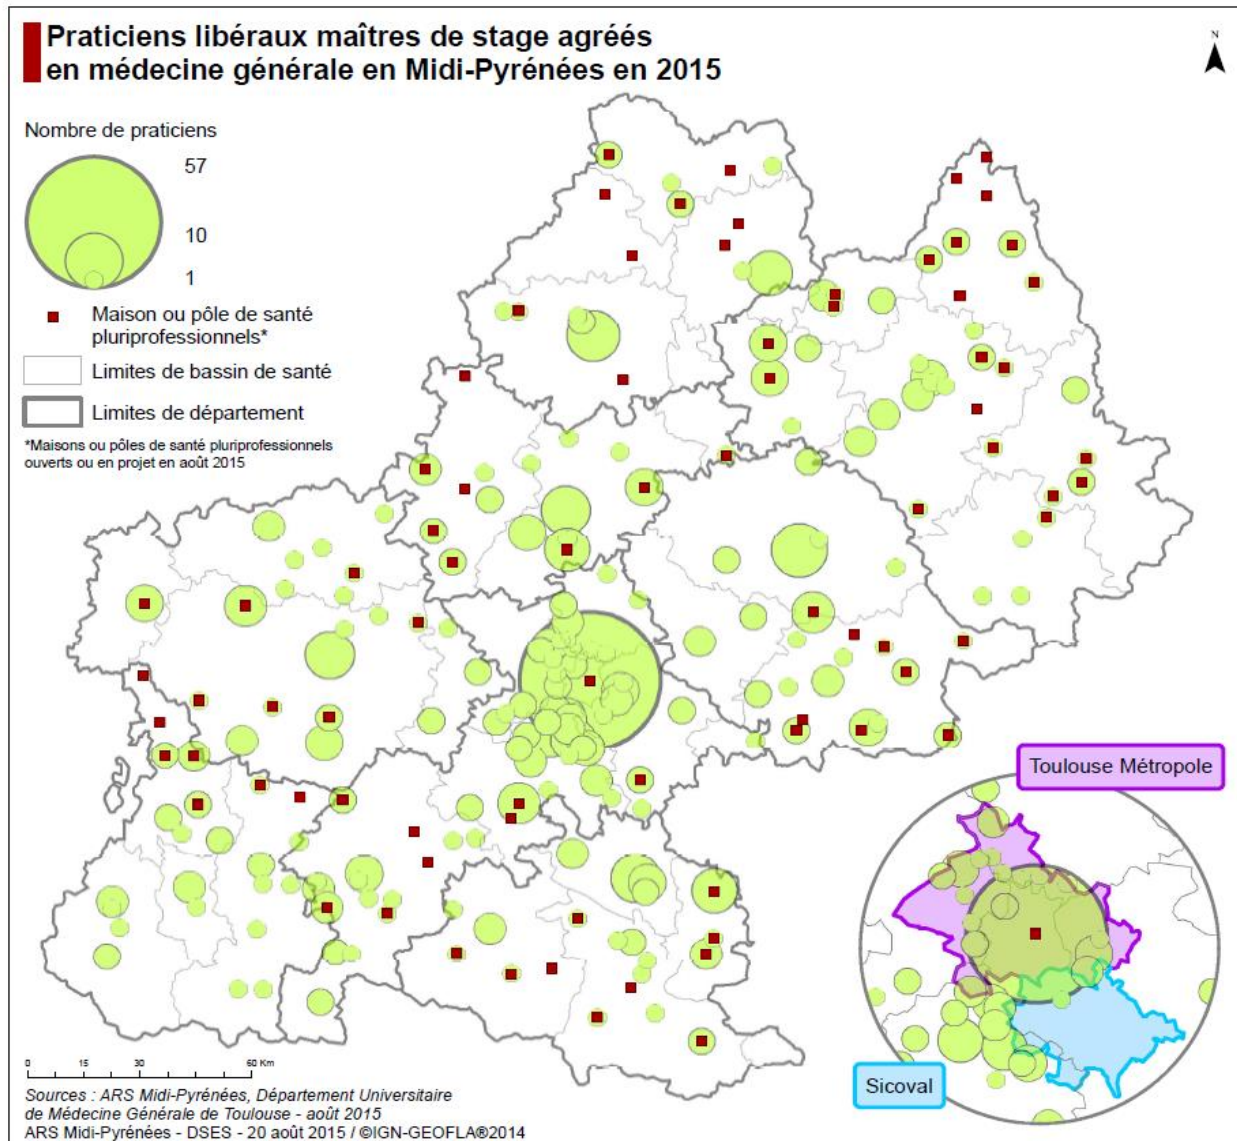 Praticiens libéraux maîtres de stage agréés
en médecine générale en Midi-Pyrénées en 2015
N
Nombre de praticiens
57
10
1
Maison ou pôle de santé
pluriprofessionnels*
Limites de bassin de santé
Limites de département
*Maisons ou pôles de santé pluriprofessionnels
ouverts ou en projet en août 2015
Toulouse Métropole
Sicoval
0 15 30 60 Km
Sources : ARS Midi-Pyrénées, Département Universitaire
de Médecine Générale de Toulouse - août 2015
ARS Midi-Pyrénées - DSES - 20 août 2015 / ©IGN-GEOFLA®2014